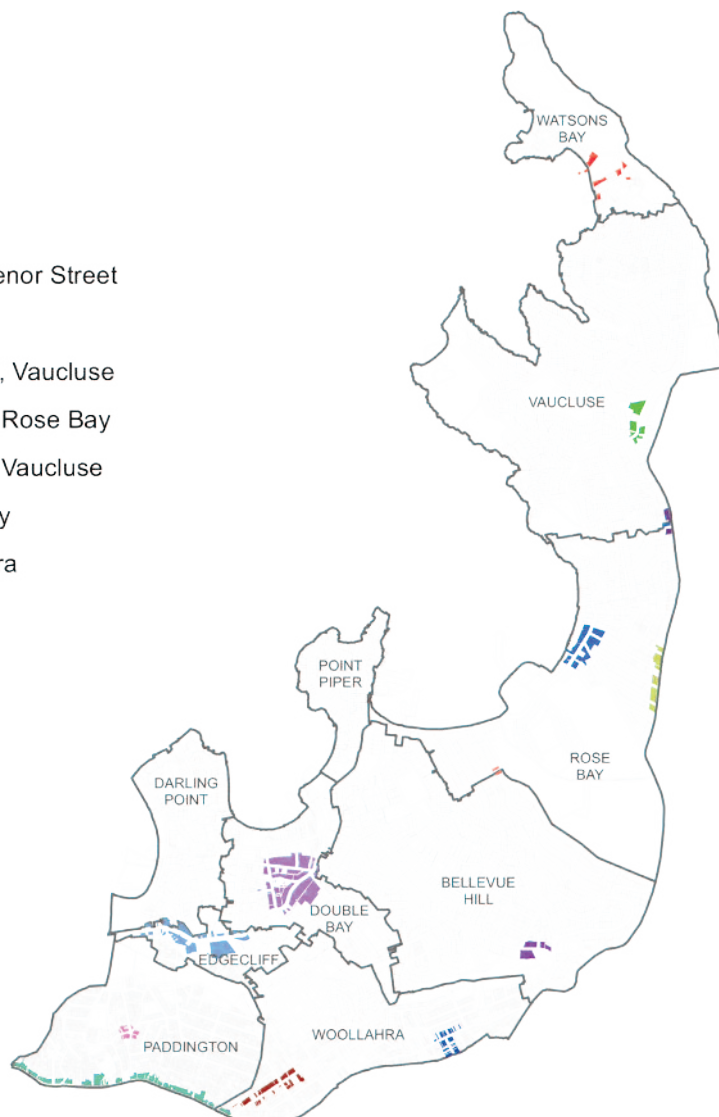 WATSONS
BAY
enor Street
, Vaucluse
VAUCLUSE
Rose Bay
Vaucluse
y
ra
POINT
PIPER
ROSE
BAY
DARLING
POINT
BELLEVUE
HILL
DOUBLE
BAY
EDGECLIFF
WOOLLAHRA
PADDINGTON